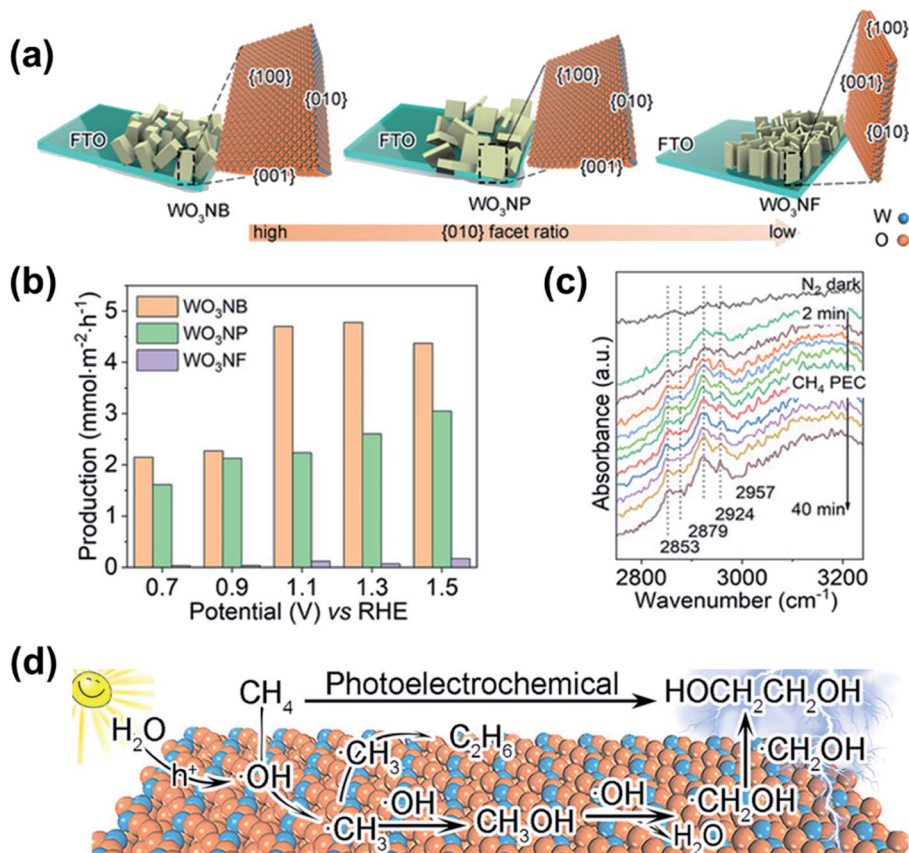 (a)
{100}
{010}
{001}
FTO
WO₃NB
{100}
{010}
{001}
WO₃NP
{100}
{001}
{010}
FTO
WO₃NF
high
{010} facet ratio
low
W
O
(b)
Production (mmol·m⁻²·h⁻¹)
5
4
3
2
1
0
WO₃NB
WO₃NP
WO₃NF
0.7
0.9
1.1
1.3
1.5
Potential (V) vs RHE
(c)
Absorbance (a.u.)
N₂ dark
2 min
CH₄ PEC
40 min
2957
2924
2879
2853
2800
3000
3200
Wavenumber (cm⁻¹)
(d)
CH₄
Photoelectrochemical
HOCH₂CH₂OH
H₂O
h⁺
·OH
·CH₃
C₂H₆
·CH₂OH
·OH
·OH
·CH₃
CH₃OH
H₂O
·CH₂OH